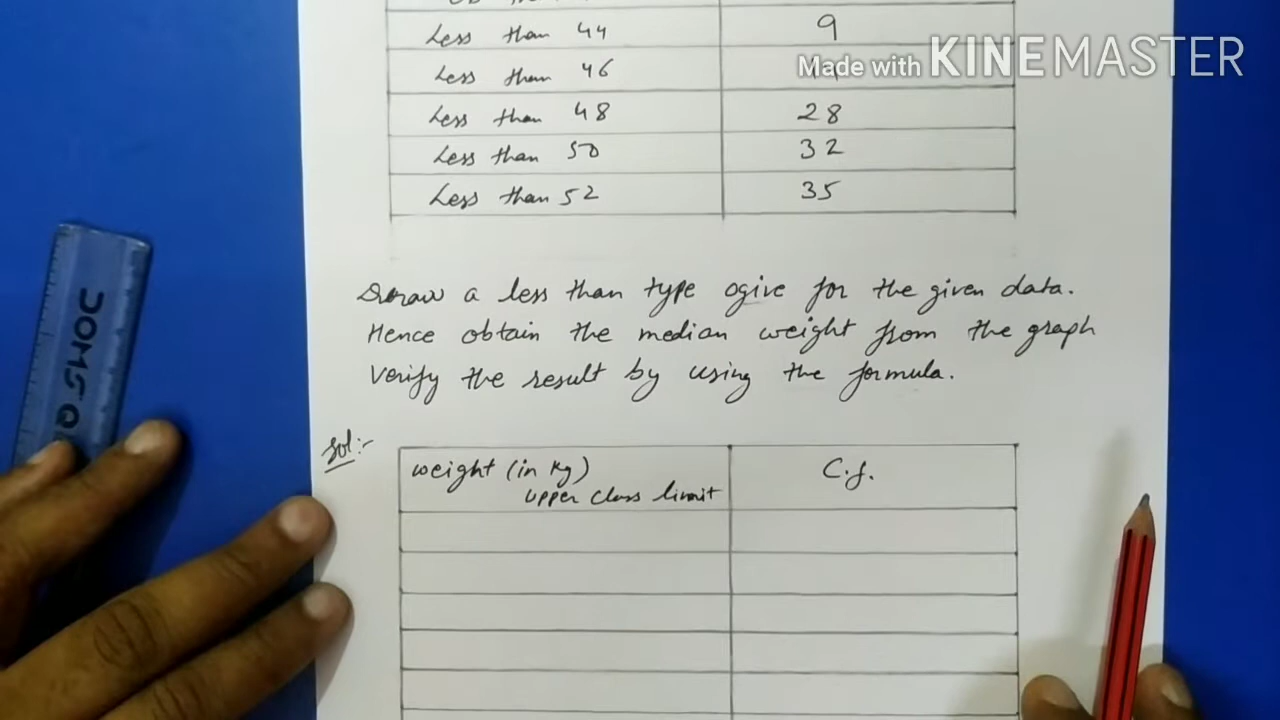 Less than 44 9
Made with KINEMASTER
Less than 46
Less than 48 28
Less than 50 32
Less than 52 35
Draw a less than type ogive for the given data.
Hence obtain the median weight from the graph
Verify the result by using the formula.
Sol:-
weight (in Kg) C.f.
upper class limit
DOMS